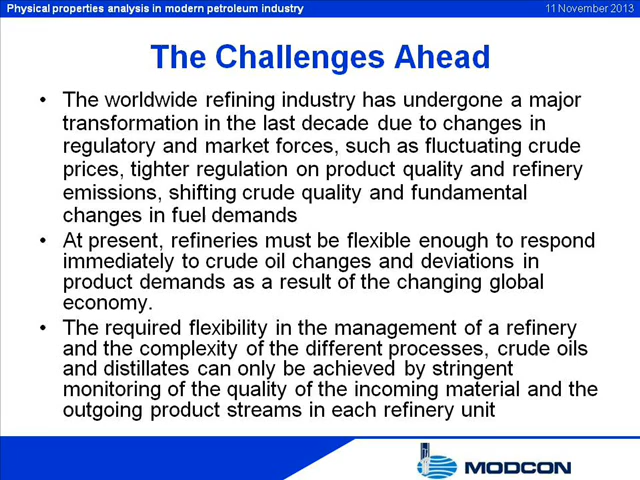 Physical properties analysis in modern petroleum industry
11 November 2013
The Challenges Ahead
• The worldwide refining industry has undergone a major
transformation in the last decade due to changes in
regulatory and market forces, such as fluctuating crude
prices, tighter regulation on product quality and refinery
emissions, shifting crude quality and fundamental
changes in fuel demands
• At present, refineries must be flexible enough to respond
immediately to crude oil changes and deviations in
product demands as a result of the changing global
economy.
• The required flexibility in the management of a refinery
and the complexity of the different processes, crude oils
and distillates can only be achieved by stringent
monitoring of the quality of the incoming material and the
outgoing product streams in each refinery unit
MODCON